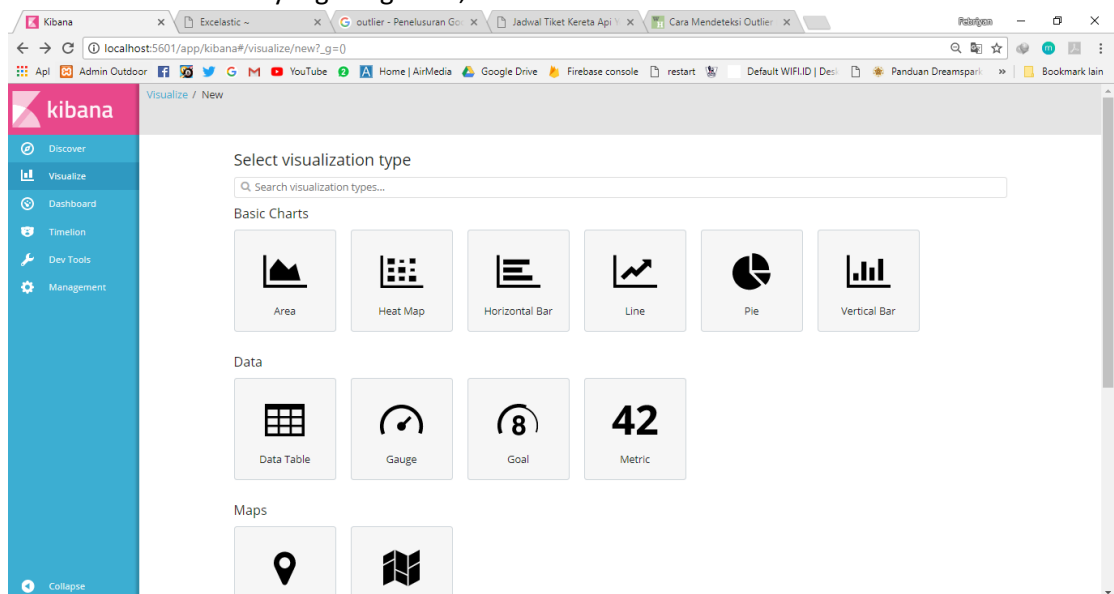 Kibana
Excelastic ~
outlier - Penelusuran Goo
Jadwal Tiket Kereta Api
Cara Mendeteksi Outlier
Febriyan
localhost:5601/app/kibana#/visualize/new?_g=()
Apl
Admin Outdoor
YouTube
Home | AirMedia
Google Drive
Firebase console
restart
Default WIFI.ID | Desi
Panduan Dreamspark
»
Bookmark lain
kibana
Visualize / New
Discover
Visualize
Dashboard
Timelion
Dev Tools
Management
Collapse
Select visualization type
Search visualization types...
Basic Charts
Area
Heat Map
Horizontal Bar
Line
Pie
Vertical Bar
Data
8
42
Data Table
Gauge
Goal
Metric
Maps